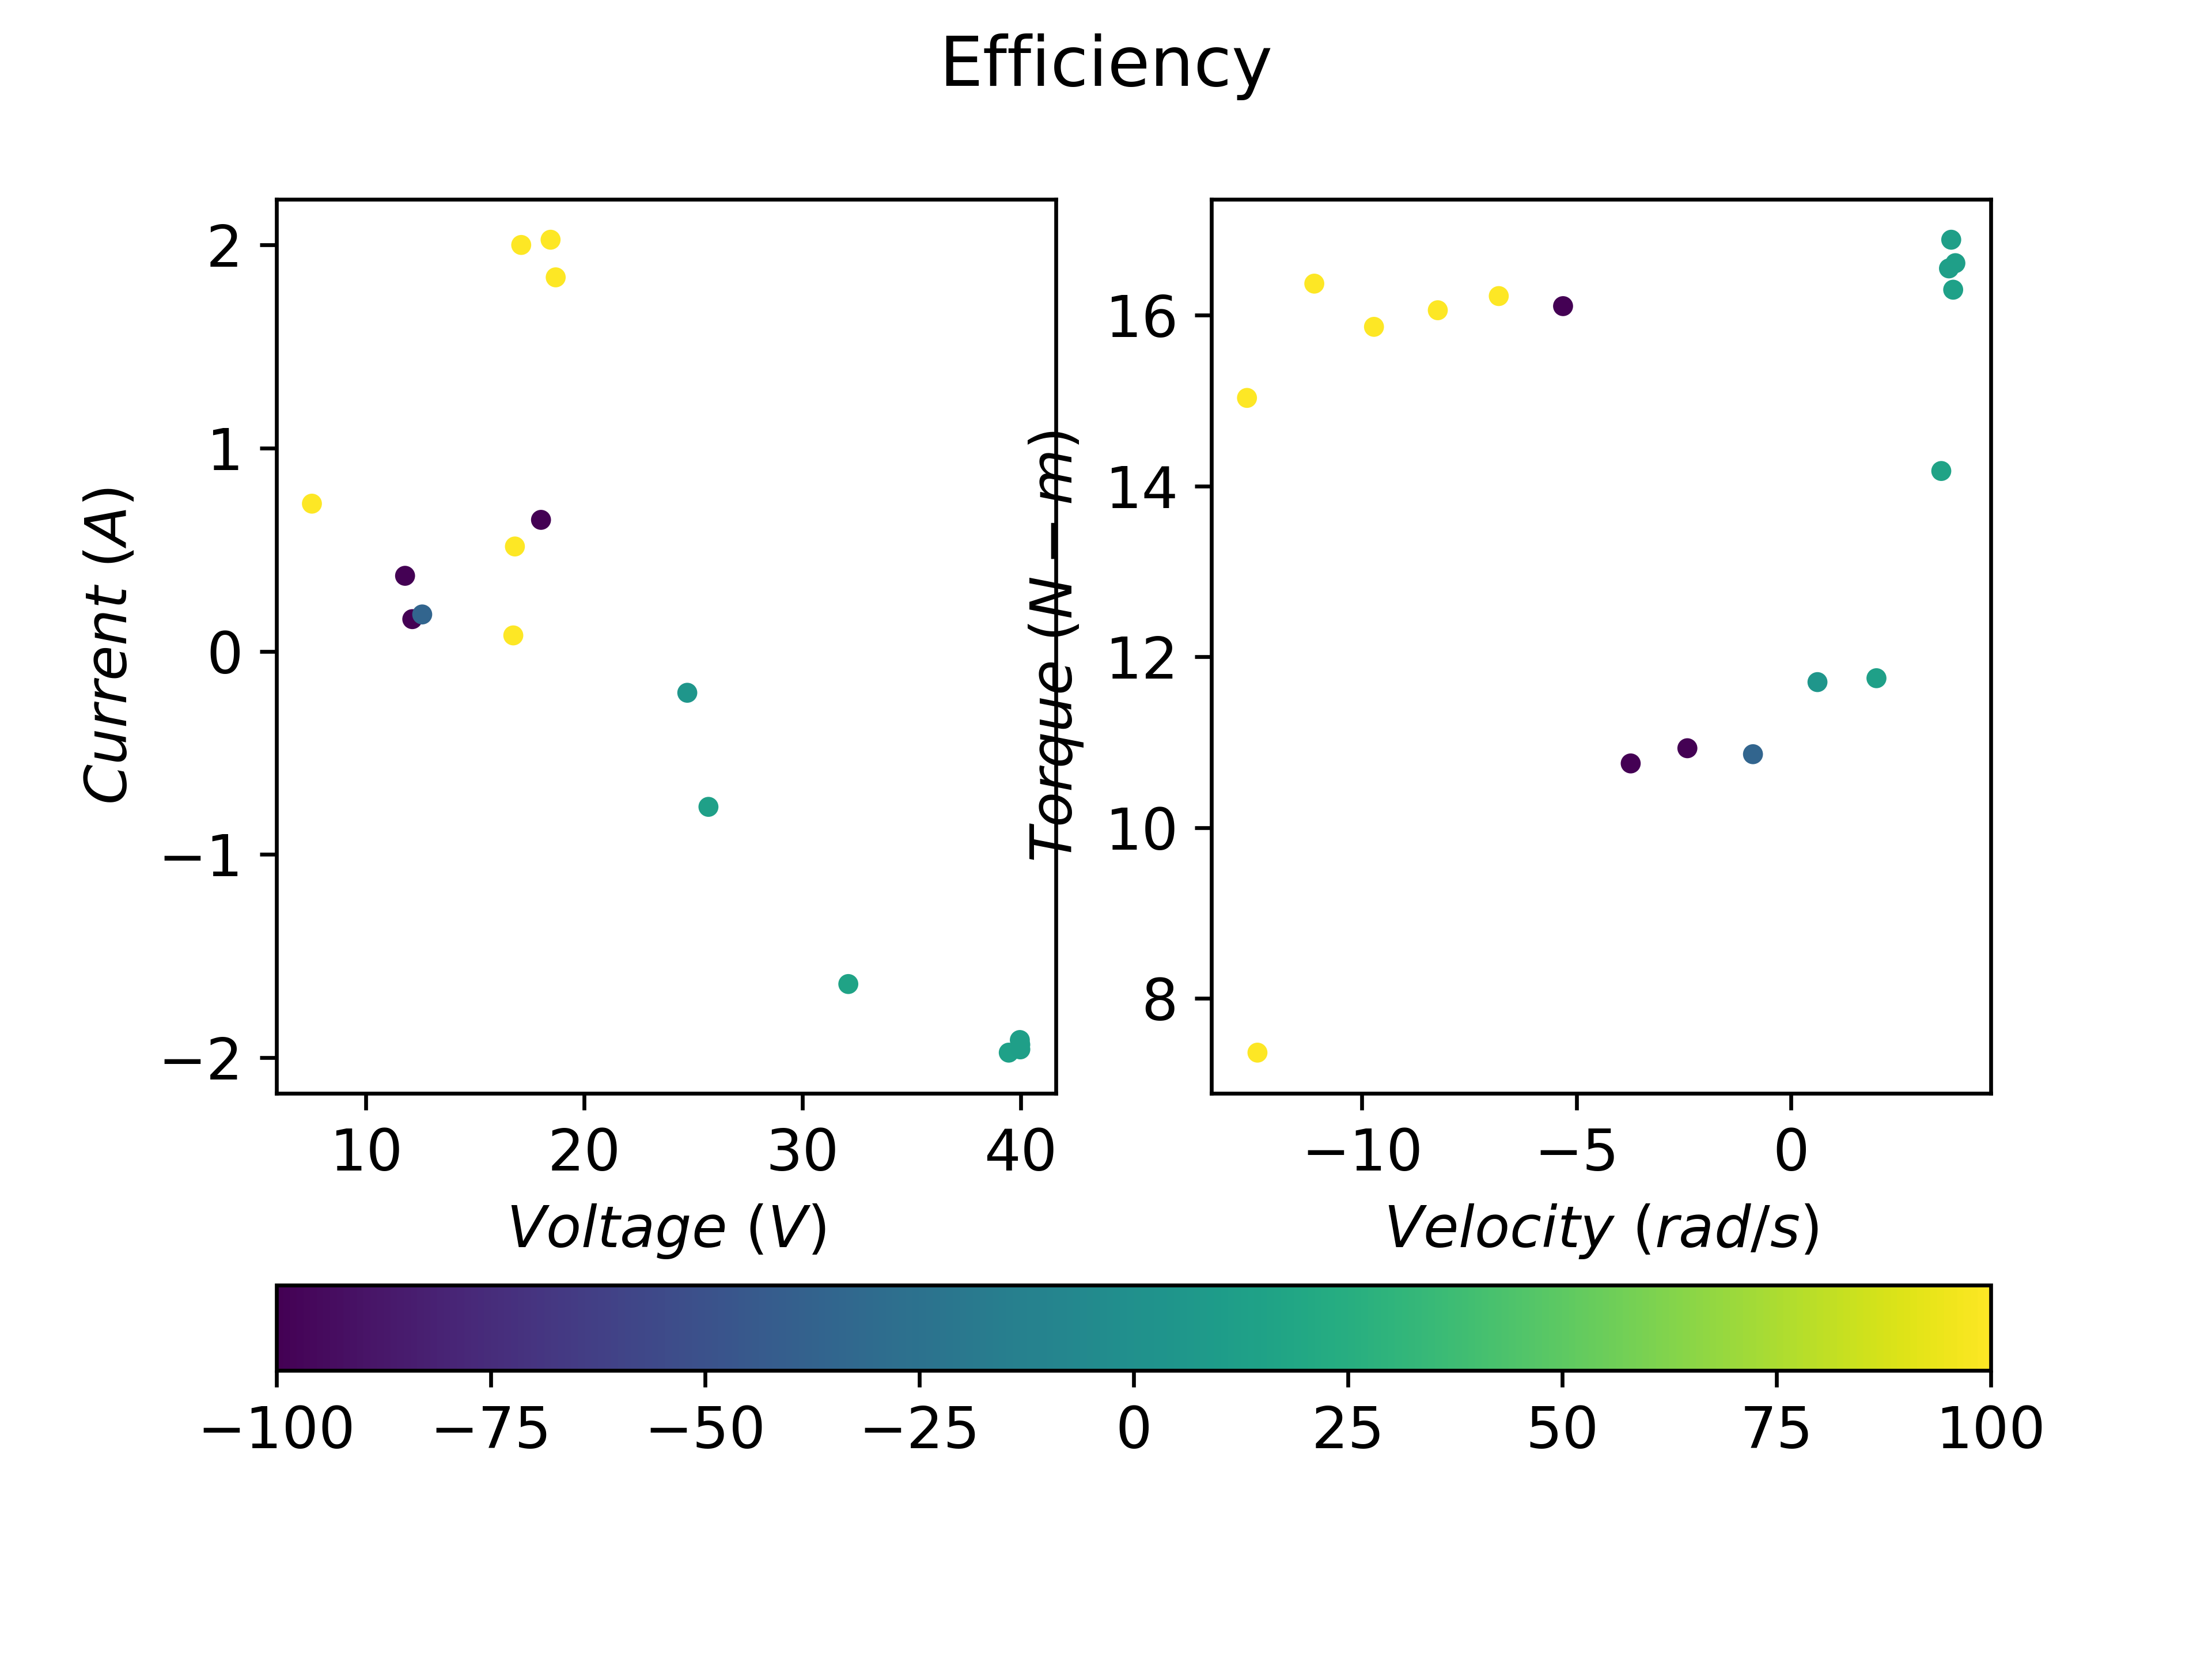 Efficiency
2
1
0
−1
−2
Current (A)
10 20 30 40
Voltage (V)
16
14
12
10
8
Torque (N − m)
−10 −5 0
Velocity (rad/s)
−100 −75 −50 −25 0 25 50 75 100